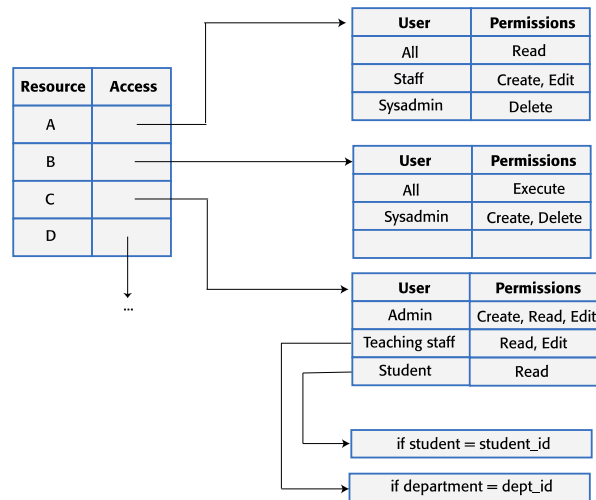 Resource Access
A
B
C
D
...
User Permissions
All Read
Staff Create, Edit
Sysadmin Delete
User Permissions
All Execute
Sysadmin Create, Delete
User Permissions
Admin Create, Read, Edit
Teaching staff Read, Edit
Student Read
if student = student_id
if department = dept_id